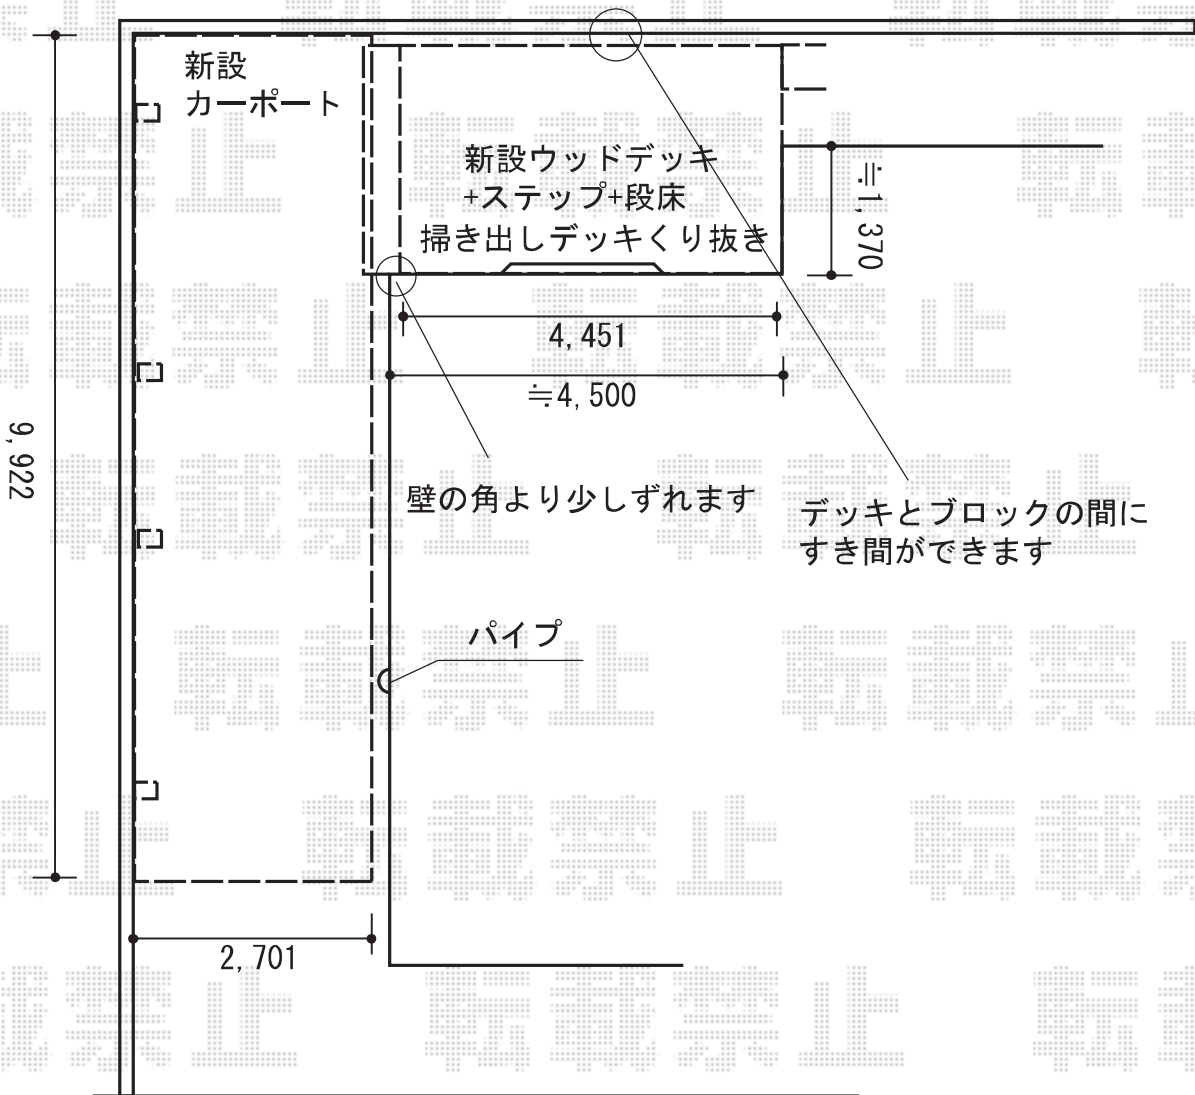 新設
カーポート
新設ウッドデッキ
+ステップ+段床
掃き出しデッキくり抜き
≒1,370
4,451
≒4,500
9,922
壁の角より少しずれます
デッキとブロックの間に
すき間ができます
パイプ
2,701
転載禁止